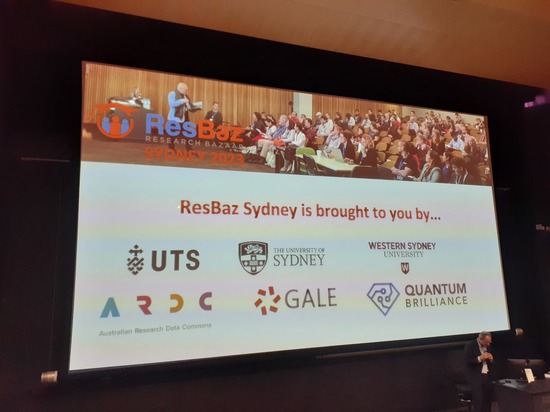 ResBaz
RESEARCH BAZAAR
SYDNEY 2023
ResBaz Sydney is brought to you by...
UTS
THE UNIVERSITY OF
SYDNEY
WESTERN SYDNEY
UNIVERSITY
W
ARDC
Australian Research Data Commons
GALE
QUANTUM
BRILLIANCE